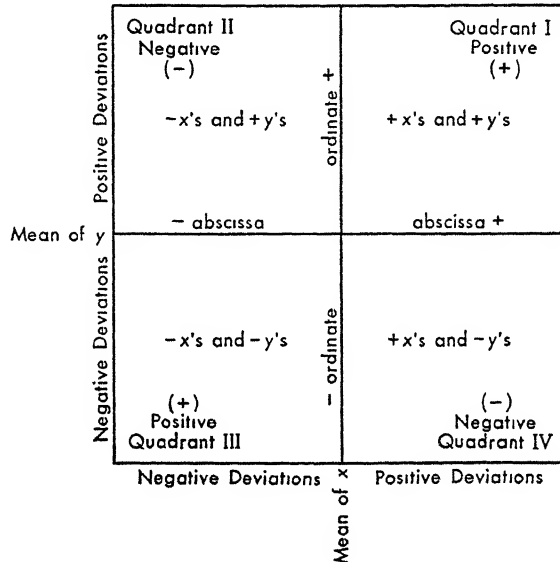 Quadrant II
Negative
(-)
-x's and +y's
Quadrant I
Positive
(+)
+x's and +y's
ordinate +
Positive Deviations
- abscissa
abscissa +
Mean of y
Negative Deviations
-x's and -y's
(+)
Positive
Quadrant III
- ordinate
+x's and -y's
(-)
Negative
Quadrant IV
Negative Deviations
Mean of x
Positive Deviations